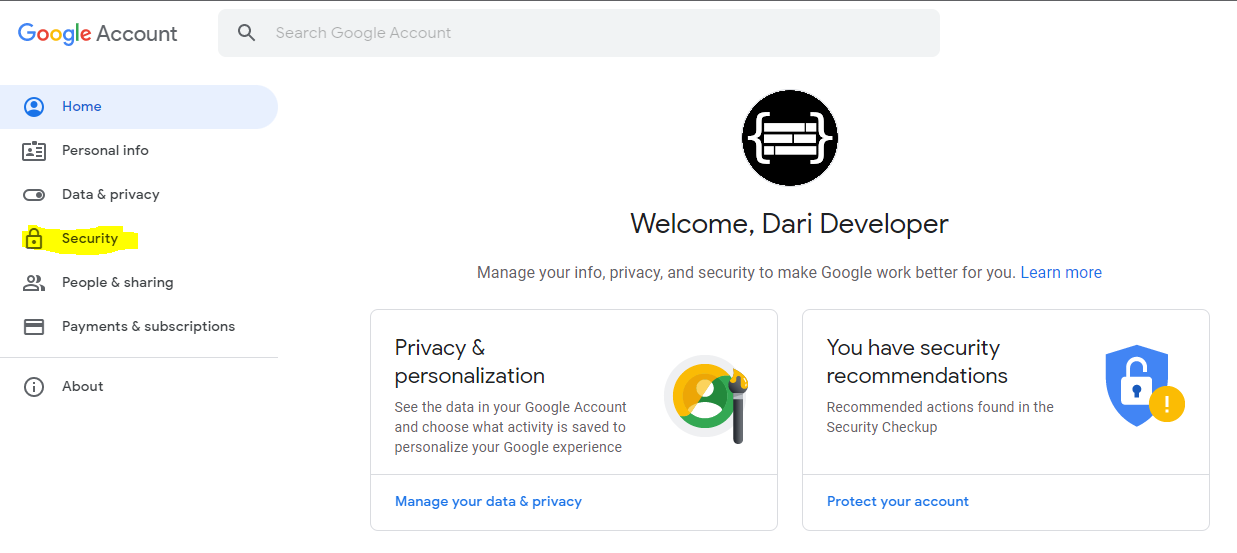 Google Account
Search Google Account
Home
Personal info
Data & privacy
Security
People & sharing
Payments & subscriptions
About
Welcome, Dari Developer
Manage your info, privacy, and security to make Google work better for you. Learn more
Privacy &
personalization
See the data in your Google Account
and choose what activity is saved to
personalize your Google experience
Manage your data & privacy
You have security
recommendations
Recommended actions found in the
Security Checkup
Protect your account